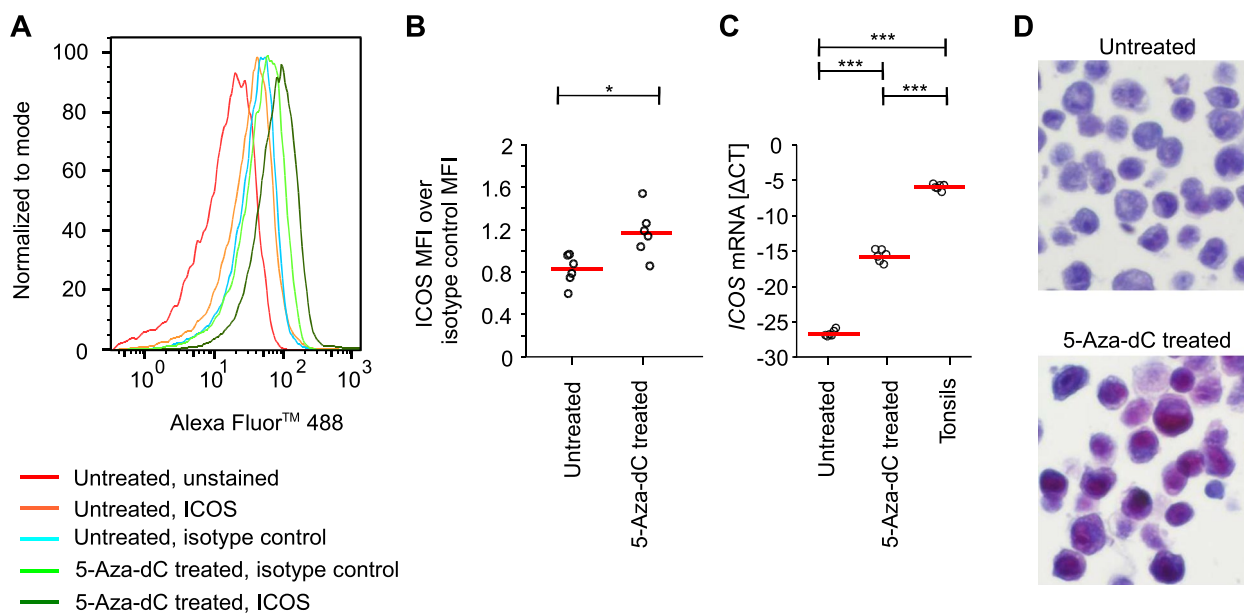 A
100
80
60
40
20
0
Normalized to mode
10^0
10^1
10^2
10^3
Alexa Fluor™ 488
Untreated, unstained
Untreated, ICOS
Untreated, isotype control
5-Aza-dC treated, isotype control
5-Aza-dC treated, ICOS
B
*
2
1.6
1.2
0.8
0.4
0
ICOS MFI over
isotype control MFI
Untreated
5-Aza-dC treated
C
***
***
***
0
-5
-10
-15
-20
-25
-30
ICOS mRNA [ΔCT]
Untreated
5-Aza-dC treated
Tonsils
D
Untreated
5-Aza-dC treated